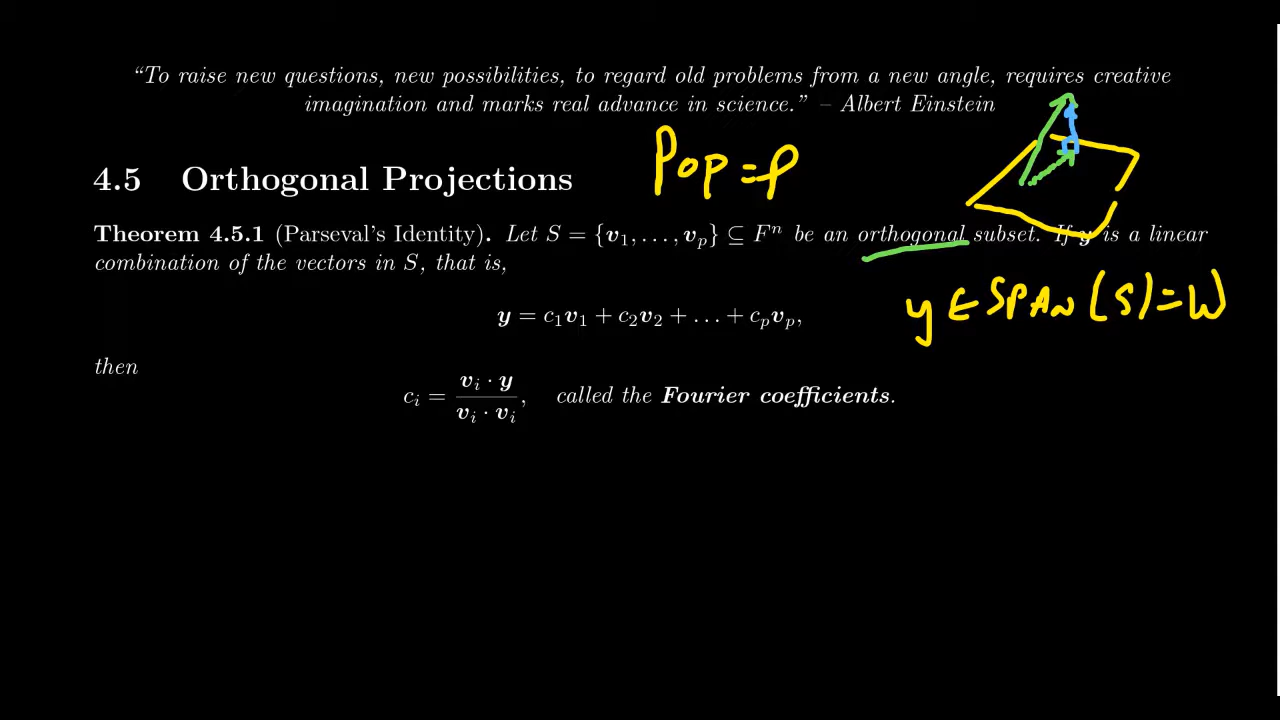 “To raise new questions, new possibilities, to regard old problems from a new angle, requires creative
imagination and marks real advance in science.” – Albert Einstein
4.5 Orthogonal Projections
P∘P = P
Theorem 4.5.1 (Parseval’s Identity). Let S = {v₁, . . . , vₚ} ⊆ Fⁿ be an orthogonal subset. If y is a linear
combination of the vectors in S, that is,
y ∈ SPAN(S) = W
y = c₁v₁ + c₂v₂ + . . . + cₚvₚ,
then
cᵢ = (vᵢ · y)/(vᵢ · vᵢ), called the Fourier coefficients.